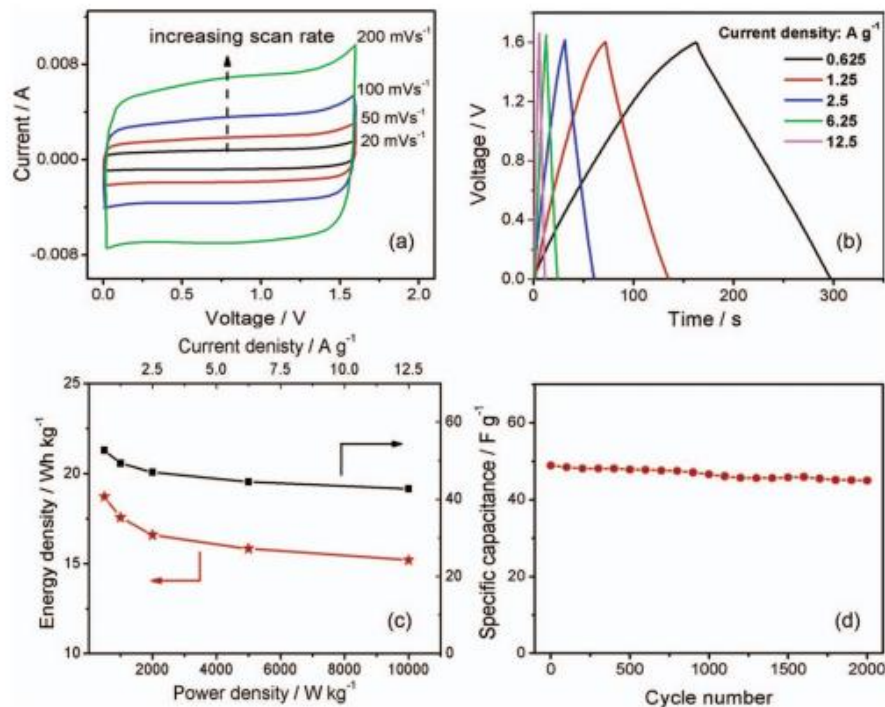 increasing scan rate
200 mVs-1
100 mVs-1
50 mVs-1
20 mVs-1
0.008
0.000
-0.008
Current / A
0.0 0.5 1.0 1.5 2.0
Voltage / V
(a)
Current density: A g-1
0.625
1.25
2.5
6.25
12.5
1.6
1.2
0.8
0.4
0.0
Voltage / V
0 100 200 300
Time / s
(b)
Current denisty / A g-1
0.0 2.5 5.0 7.5 10.0 12.5
25
20
15
10
Energy density / Wh kg-1
60
40
20
0
0 2000 4000 6000 8000 10000
Power density / W kg-1
(c)
Specific capacitance / F g-1
60
40
20
0
0 500 1000 1500 2000
Cycle number
(d)